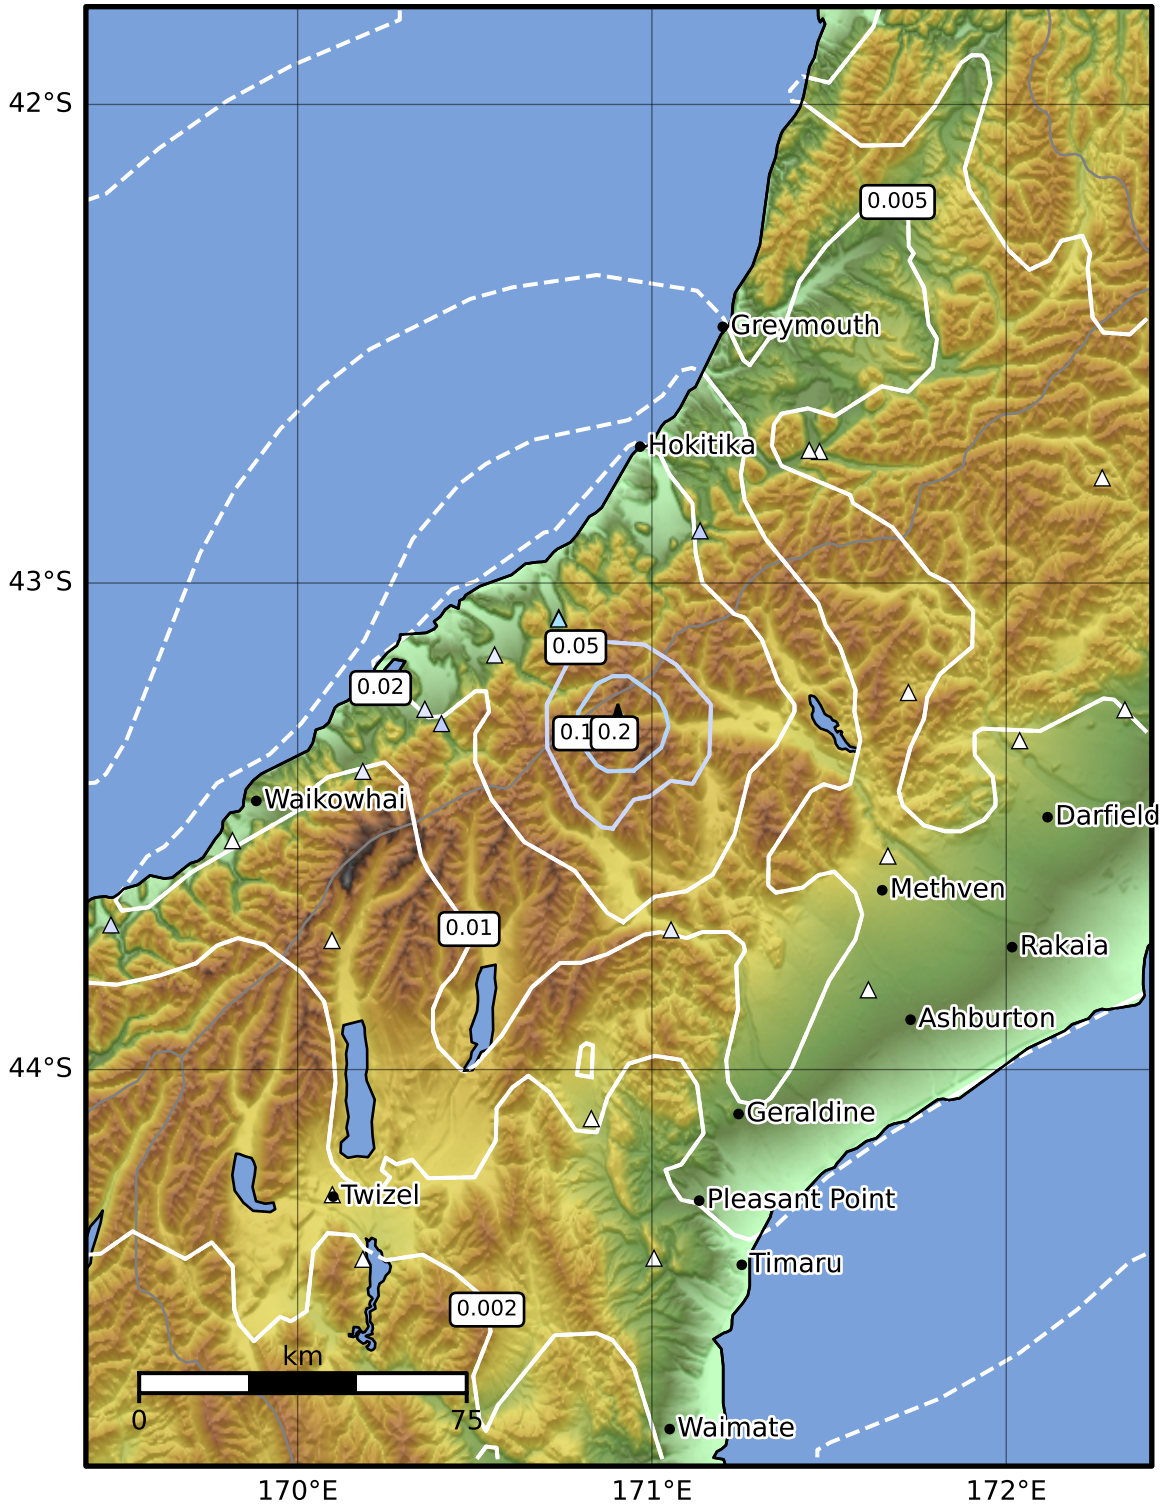 42°S
0.005
Greymouth
Hokitika
43°S
0.05
0.02
0.1
0.2
Waikowhai
Darfield
Methven
0.01
Rakaia
Ashburton
44°S
Geraldine
Twizel
Pleasant Point
Timaru
0.002
km
0
75
Waimate
170°E
171°E
172°E